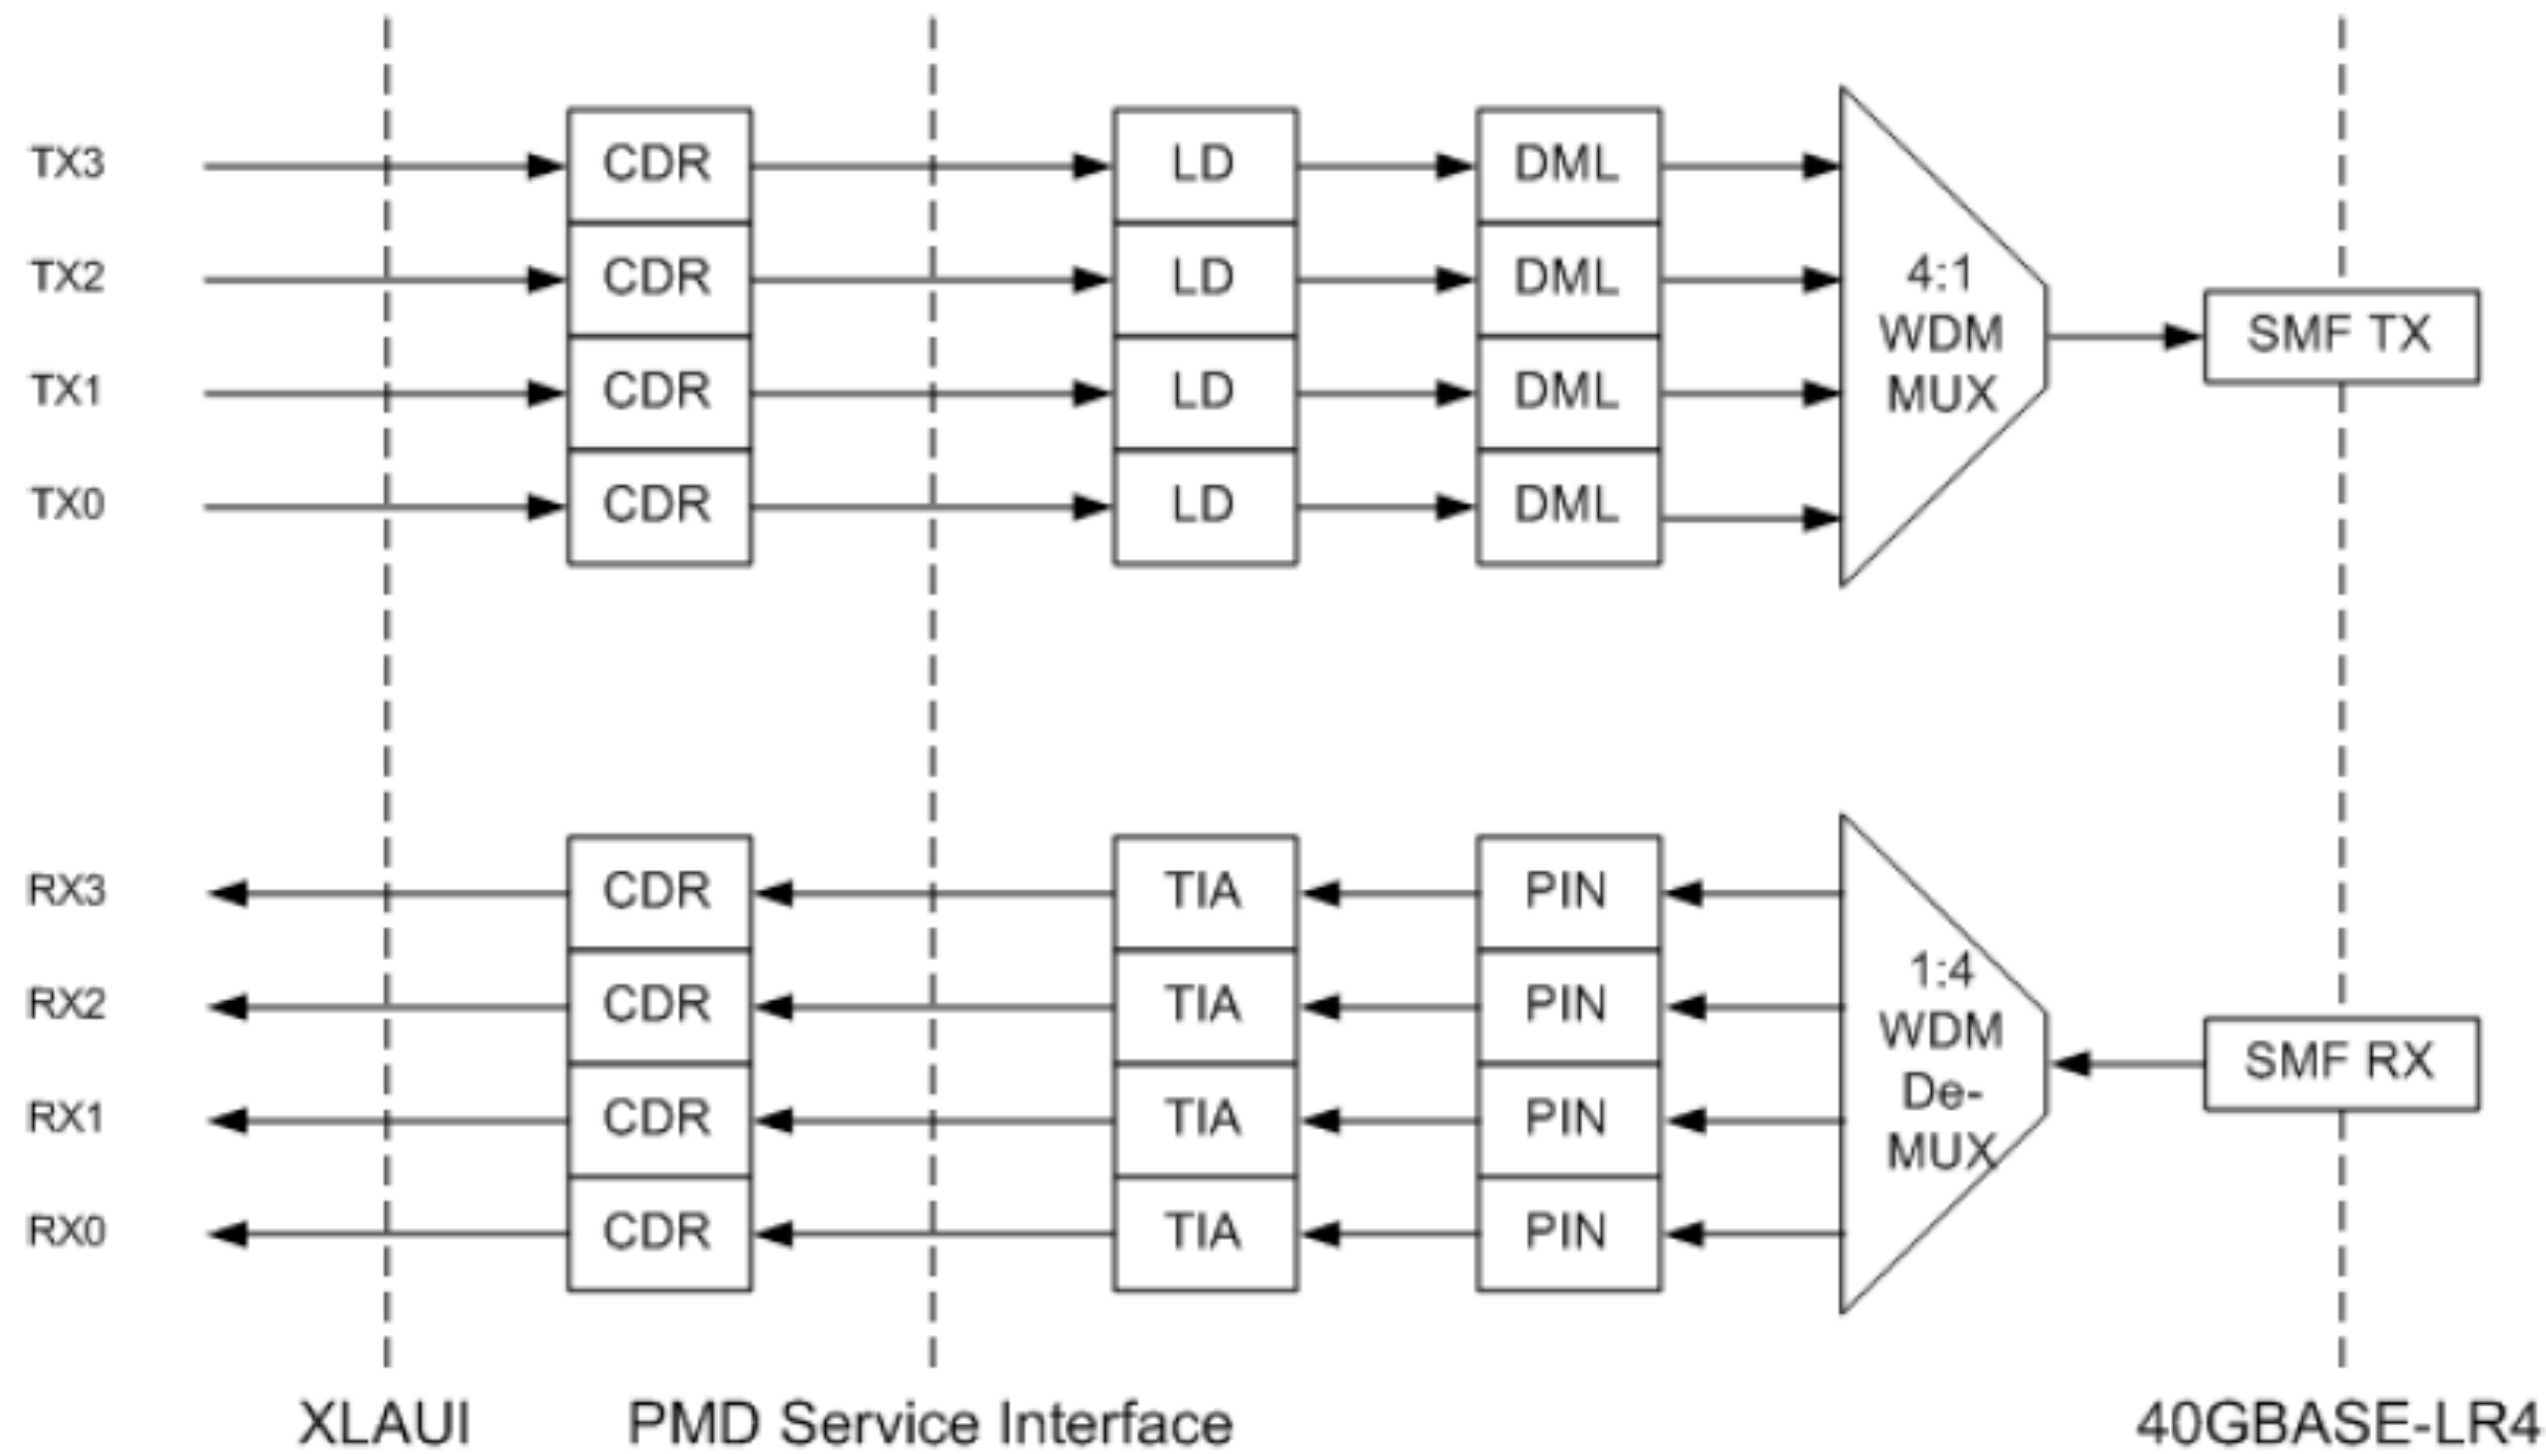 TX3 CDR LD DML
TX2 CDR LD DML
TX1 CDR LD DML
TX0 CDR LD DML
4:1
WDM
MUX
SMF TX
RX3 CDR TIA PIN
RX2 CDR TIA PIN
RX1 CDR TIA PIN
RX0 CDR TIA PIN
1:4
WDM
De-
MUX
SMF RX
XLAUI PMD Service Interface 40GBASE-LR4